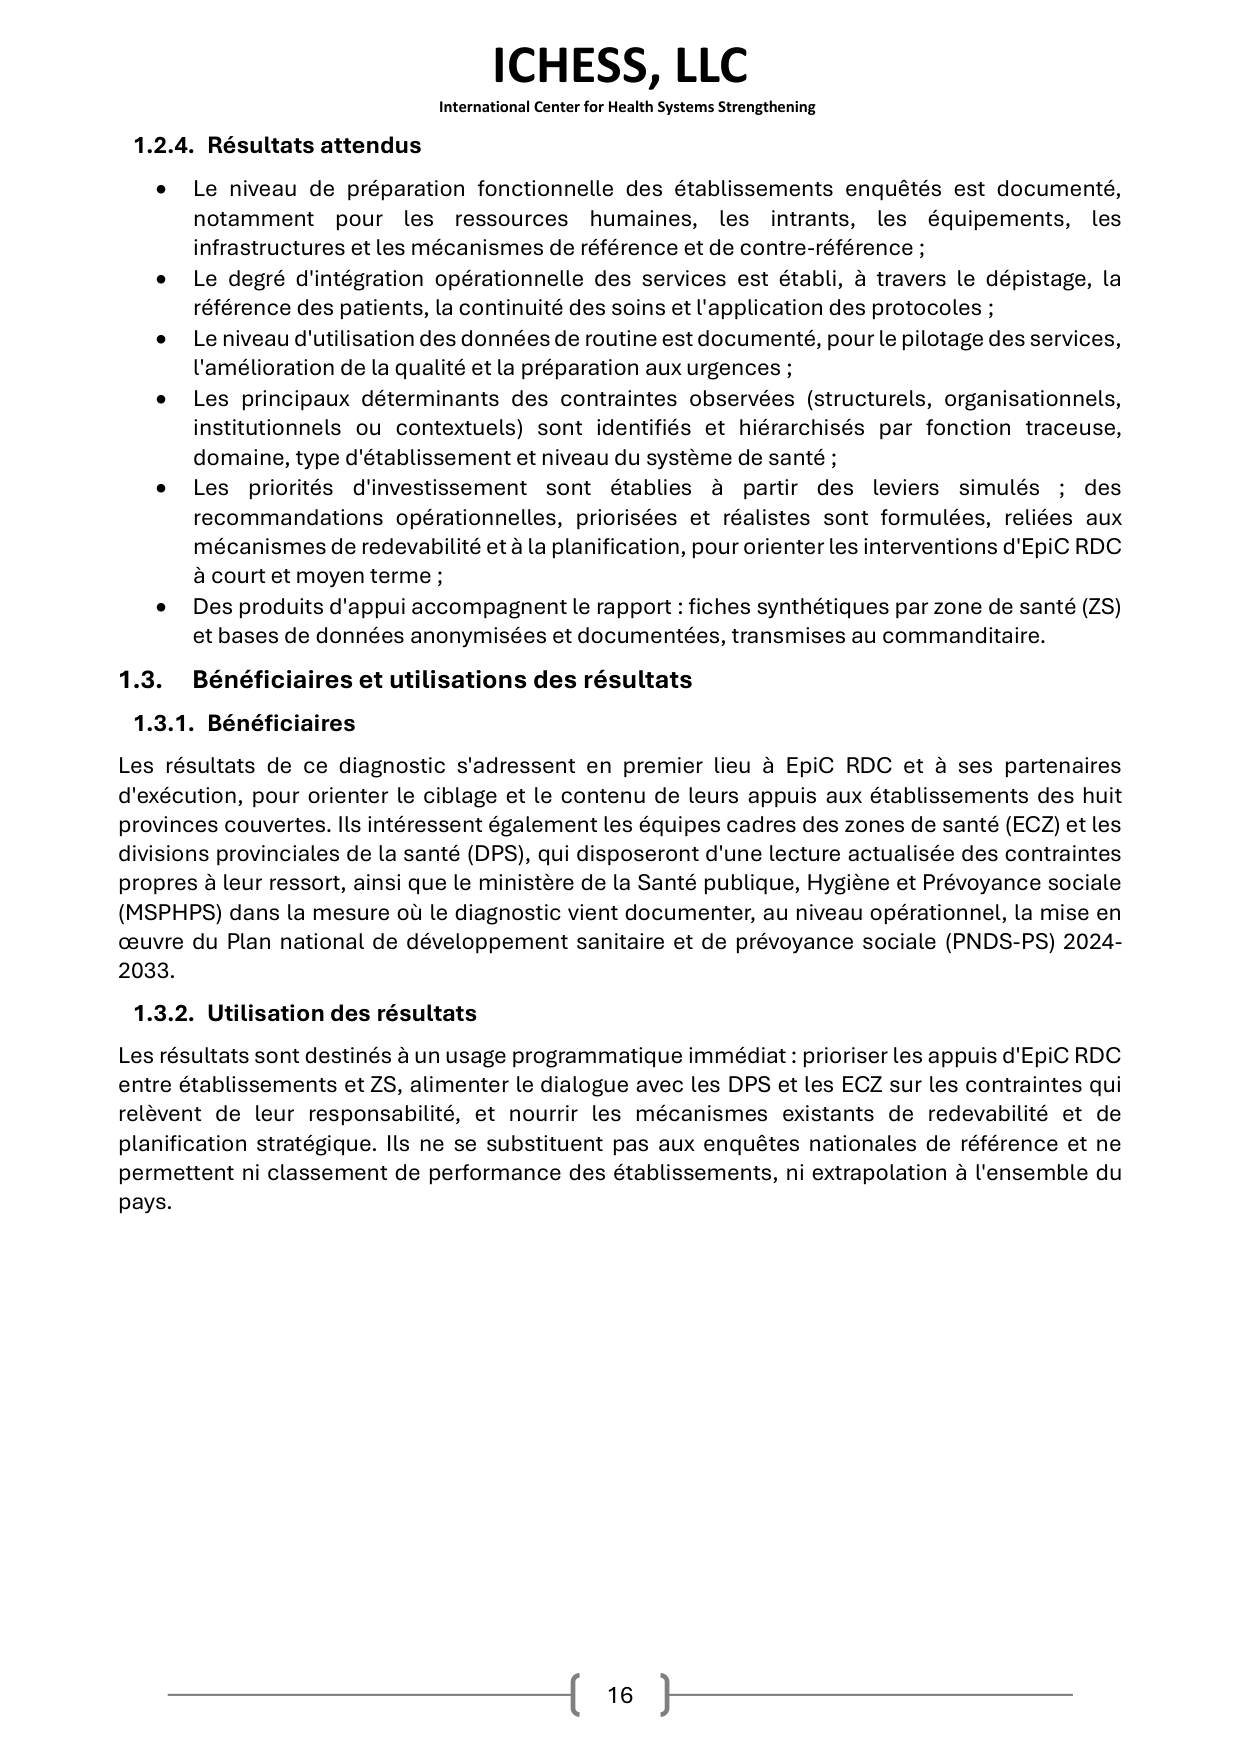 ICHESS, LLC
International Center for Health Systems Strengthening
1.2.4. Résultats attendus
• Le niveau de préparation fonctionnelle des établissements enquêtés est documenté,
notamment pour les ressources humaines, les intrants, les équipements, les
infrastructures et les mécanismes de référence et de contre-référence ;
• Le degré d'intégration opérationnelle des services est établi, à travers le dépistage, la
référence des patients, la continuité des soins et l'application des protocoles ;
• Le niveau d'utilisation des données de routine est documenté, pour le pilotage des services,
l'amélioration de la qualité et la préparation aux urgences ;
• Les principaux déterminants des contraintes observées (structurels, organisationnels,
institutionnels ou contextuels) sont identifiés et hiérarchisés par fonction traceuse,
domaine, type d'établissement et niveau du système de santé ;
• Les priorités d'investissement sont établies à partir des leviers simulés ; des
recommandations opérationnelles, priorisées et réalistes sont formulées, reliées aux
mécanismes de redevabilité et à la planification, pour orienter les interventions d'EpiC RDC
à court et moyen terme ;
• Des produits d'appui accompagnent le rapport : fiches synthétiques par zone de santé (ZS)
et bases de données anonymisées et documentées, transmises au commanditaire.
1.3. Bénéficiaires et utilisations des résultats
1.3.1. Bénéficiaires
Les résultats de ce diagnostic s'adressent en premier lieu à EpiC RDC et à ses partenaires
d'exécution, pour orienter le ciblage et le contenu de leurs appuis aux établissements des huit
provinces couvertes. Ils intéressent également les équipes cadres des zones de santé (ECZ) et les
divisions provinciales de la santé (DPS), qui disposeront d'une lecture actualisée des contraintes
propres à leur ressort, ainsi que le ministère de la Santé publique, Hygiène et Prévoyance sociale
(MSPHPS) dans la mesure où le diagnostic vient documenter, au niveau opérationnel, la mise en
œuvre du Plan national de développement sanitaire et de prévoyance sociale (PNDS-PS) 2024-
2033.
1.3.2. Utilisation des résultats
Les résultats sont destinés à un usage programmatique immédiat : prioriser les appuis d'EpiC RDC
entre établissements et ZS, alimenter le dialogue avec les DPS et les ECZ sur les contraintes qui
relèvent de leur responsabilité, et nourrir les mécanismes existants de redevabilité et de
planification stratégique. Ils ne se substituent pas aux enquêtes nationales de référence et ne
permettent ni classement de performance des établissements, ni extrapolation à l'ensemble du
pays.
16